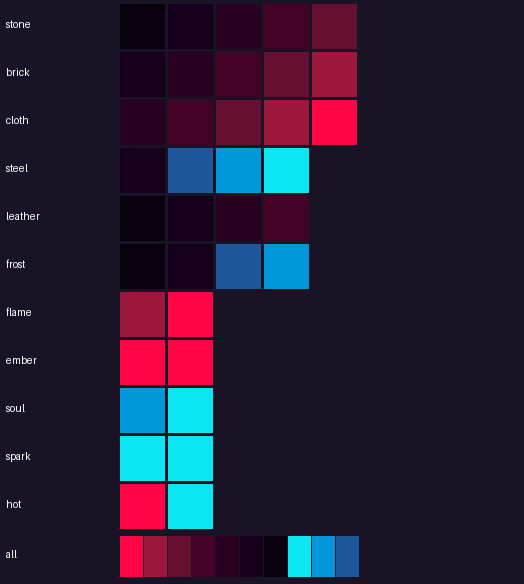 stone
brick
cloth
steel
leather
frost
flame
ember
soul
spark
hot
all